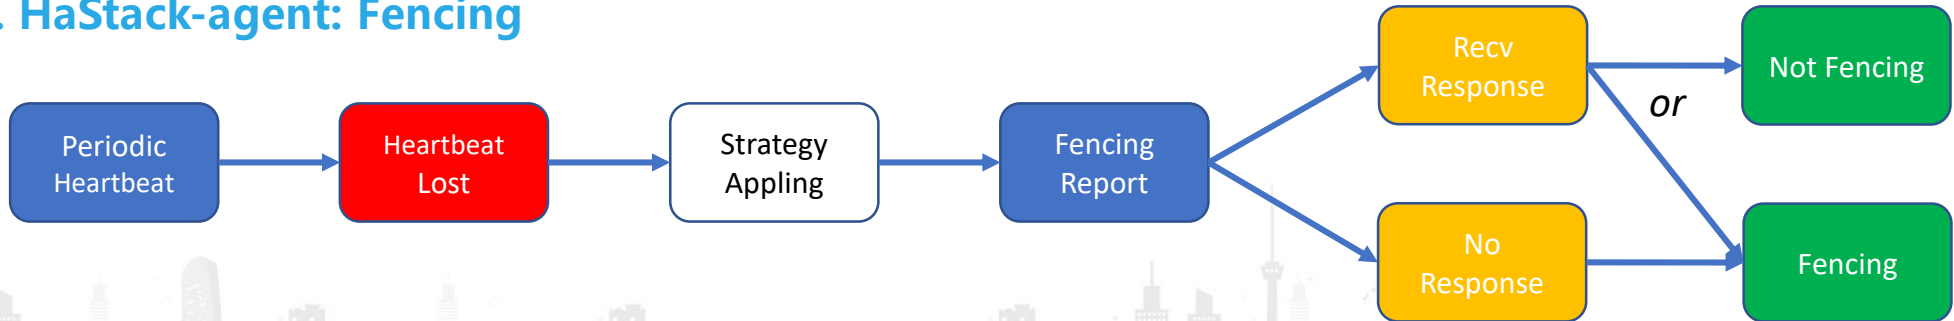 . HaStack-agent: Fencing
Periodic
Heartbeat
Heartbeat
Lost
Strategy
Appling
Fencing
Report
Recv
Response
or
Not Fencing
No
Response
Fencing